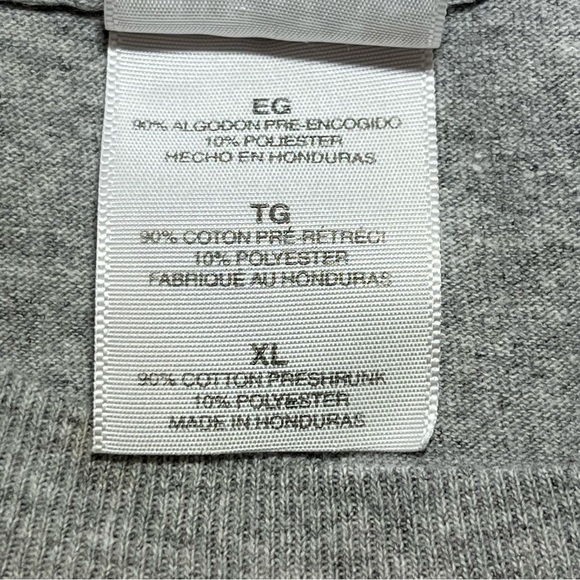 EG
90% ALGODON PRE-ENCOGIDO
10% POLIESTER
HECHO EN HONDURAS
TG
90% COTON PRÉ-RÉTRÉCI
10% POLYESTER
FABRIQUÉ AU HONDURAS
XL
90% COTTON PRESHRUNK
10% POLYESTER
MADE IN HONDURAS